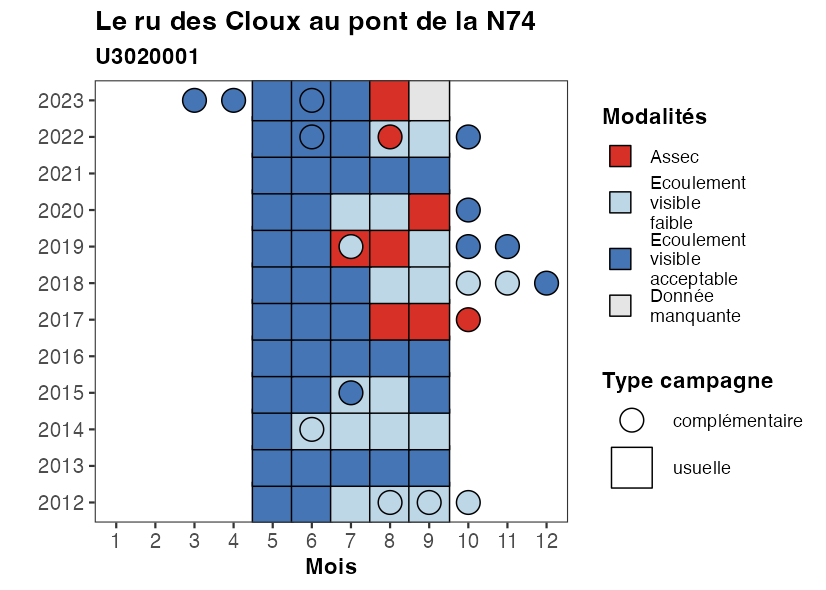 Le ru des Cloux au pont de la N74
U3020001
2023
2022
2021
2020
2019
2018
2017
2016
2015
2014
2013
2012
1 2 3 4 5 6 7 8 9 10 11 12
Mois
Modalités
Assec
Ecoulement
visible
faible
Ecoulement
visible
acceptable
Donnée
manquante
Type campagne
complémentaire
usuelle